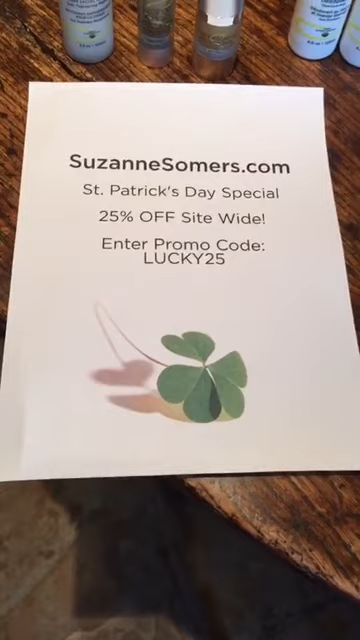 SuzanneSomers.com
St. Patrick's Day Special
25% OFF Site Wide!
Enter Promo Code:
LUCKY25